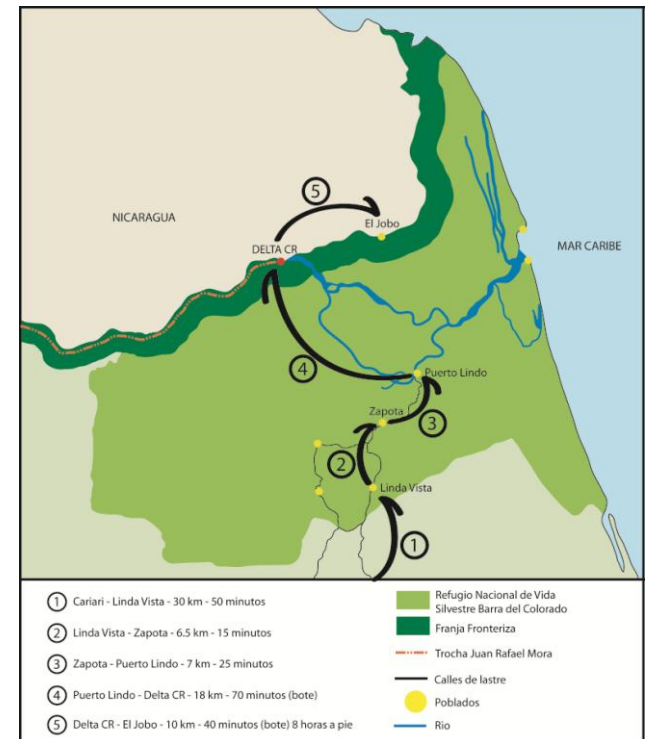 5
El Jobo
NICARAGUA
DELTA CR
MAR CARIBE
4
Puerto Lindo
Zapota
3
2
Linda Vista
1
1 Cariari - Linda Vista - 30 km - 50 minutos
2 Linda Vista - Zapota - 6.5 km - 15 minutos
3 Zapota - Puerto Lindo - 7 km - 25 minutos
4 Puerto Lindo - Delta CR - 18 km - 70 minutos (bote)
5 Delta CR - El Jobo - 10 km - 40 minutos (bote) 8 horas a pie
Refugio Nacional de Vida
Silvestre Barra del Colorado
Franja Fronteriza
Trocha Juan Rafael Mora
Calles de lastre
Poblados
Rio